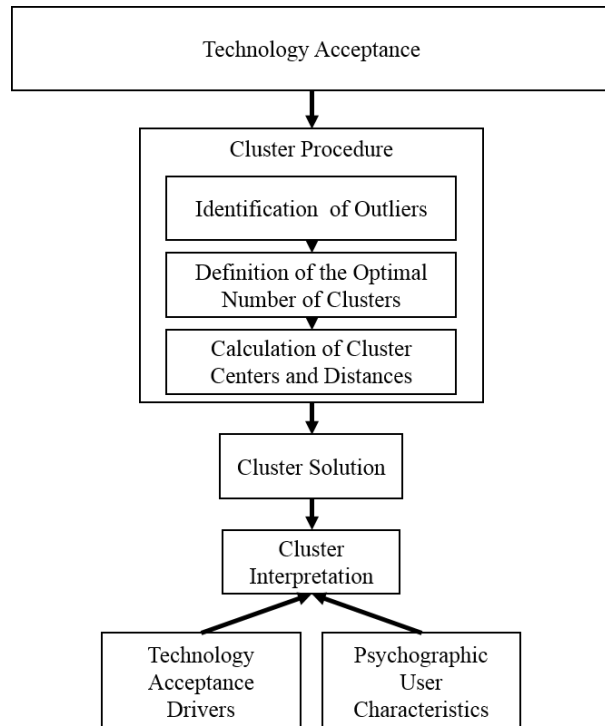 Technology Acceptance
Cluster Procedure
Identification of Outliers
Definition of the Optimal
Number of Clusters
Calculation of Cluster
Centers and Distances
Cluster Solution
Cluster
Interpretation
Technology
Acceptance
Drivers
Psychographic
User
Characteristics